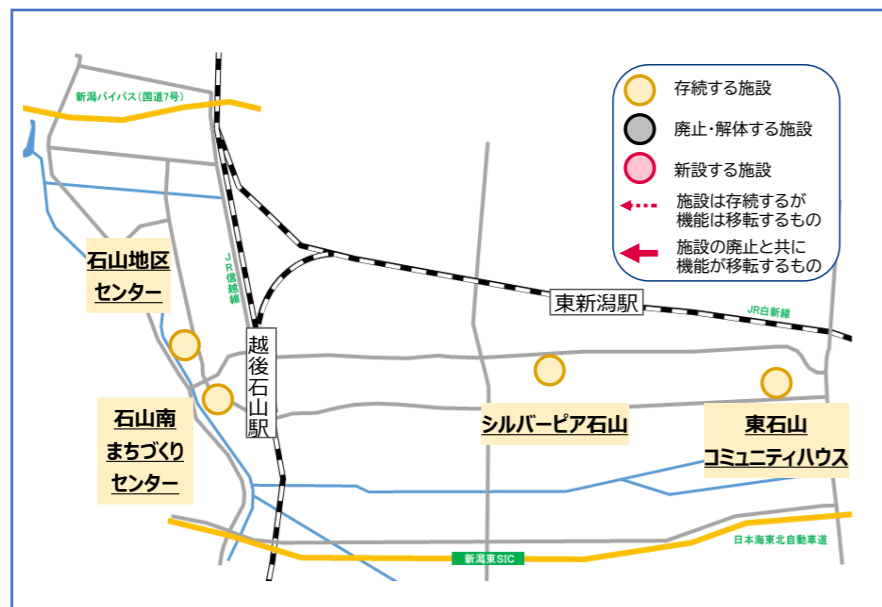 新潟バイパス(国道7号)
存続する施設
廃止・解体する施設
新設する施設
施設は存続するが
機能は移転するもの
施設の廃止と共に
機能が移転するもの
石山地区
センター
JR信越線
東新潟駅
JR白新線
越後石山駅
石山南
まちづくり
センター
シルバーピア石山
東石山
コミュニティハウス
日本海東北自動車道
新潟東SIC